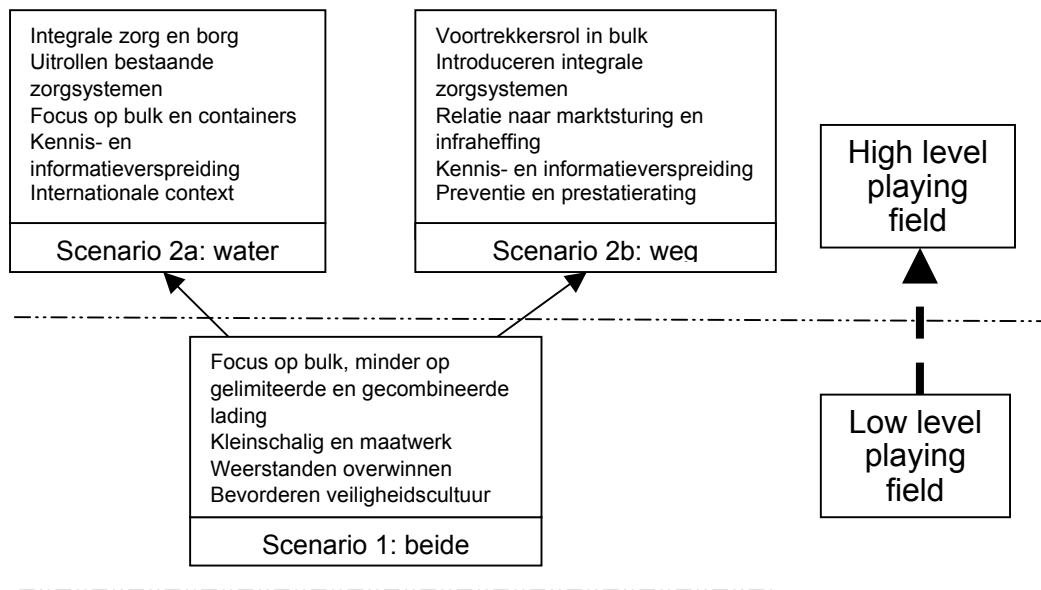 Integrale zorg en borg
Uitrollen bestaande
zorgsystemen
Focus op bulk en containers
Kennis- en
informatieverspreiding
Internationale context
Scenario 2a: water
Voortrekkersrol in bulk
Introduceren integrale
zorgsystemen
Relatie naar marktsturing en
infraheffing
Kennis- en informatieverspreiding
Preventie en prestatierating
Scenario 2b: weg
High level
playing
field
Focus op bulk, minder op
gelimiteerde en gecombineerde
lading
Kleinschalig en maatwerk
Weerstanden overwinnen
Bevorderen veiligheidscultuur
Scenario 1: beide
Low level
playing
field